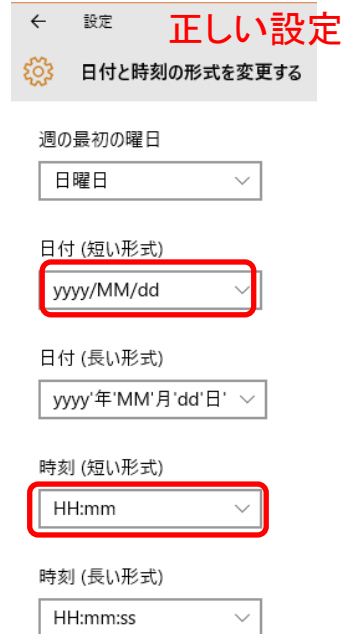 設定
正しい設定
日付と時刻の形式を変更する
週の最初の曜日
日曜日
日付 (短い形式)
yyyy/MM/dd
日付 (長い形式)
yyyy'年'MM'月'dd'日'
時刻 (短い形式)
HH:mm
時刻 (長い形式)
HH:mm:ss